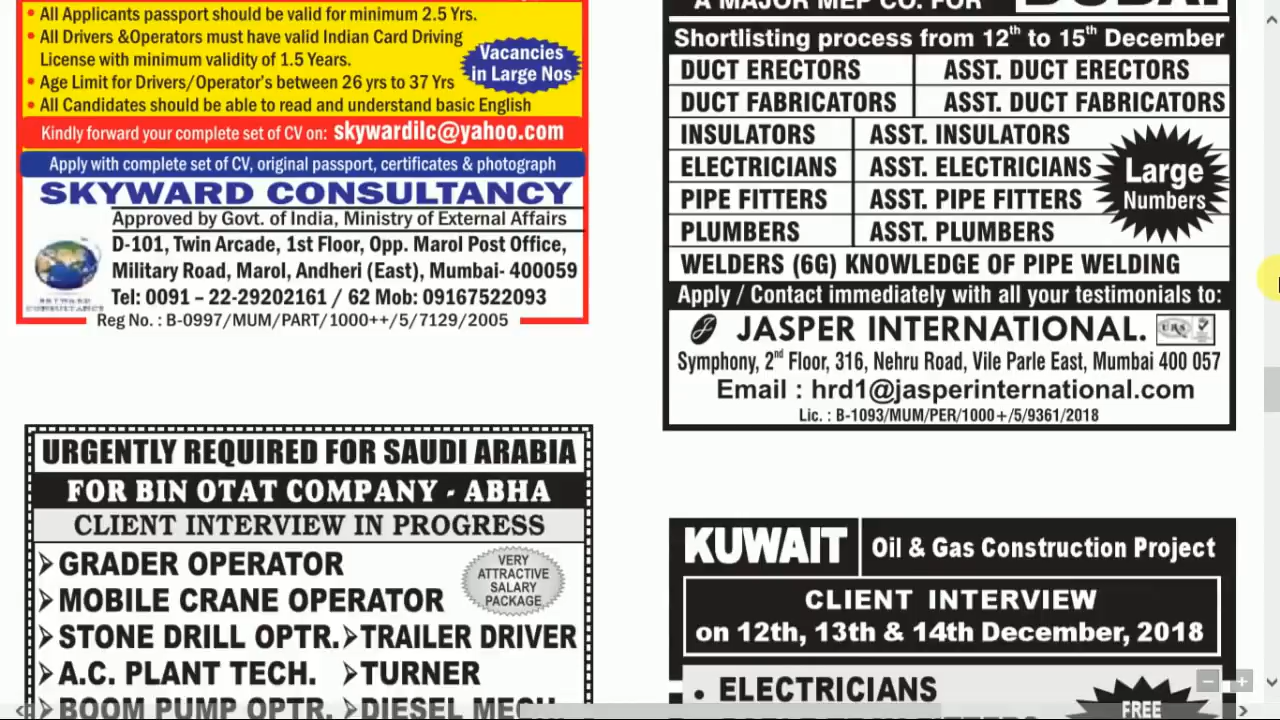 • All Applicants passport should be valid for minimum 2.5 Yrs.
• All Drivers &Operators must have valid Indian Card Driving
License with minimum validity of 1.5 Years.
• Age Limit for Drivers/Operator's between 26 yrs to 37 Yrs
• All Candidates should be able to read and understand basic English
Vacancies
in Large Nos
Kindly forward your complete set of CV on: skywardilc@yahoo.com
Apply with complete set of CV, original passport, certificates & photograph
SKYWARD CONSULTANCY
Approved by Govt. of India, Ministry of External Affairs
D-101, Twin Arcade, 1st Floor, Opp. Marol Post Office,
Military Road, Marol, Andheri (East), Mumbai- 400059
Tel: 0091 – 22-29202161 / 62 Mob: 09167522093
SKYWARD
CONSULTANCY
Reg No. : B-0997/MUM/PART/1000++/5/7129/2005
A MAJOR MEP CO. FOR DUBAI
Shortlisting process from 12th to 15th December
DUCT ERECTORS ASST. DUCT ERECTORS
DUCT FABRICATORS ASST. DUCT FABRICATORS
INSULATORS ASST. INSULATORS
ELECTRICIANS ASST. ELECTRICIANS
PIPE FITTERS ASST. PIPE FITTERS
PLUMBERS ASST. PLUMBERS
Large
Numbers
WELDERS (6G) KNOWLEDGE OF PIPE WELDING
Apply / Contact immediately with all your testimonials to:
JASPER INTERNATIONAL.
URS
Symphony, 2nd Floor, 316, Nehru Road, Vile Parle East, Mumbai 400 057
Email : hrd1@jasperinternational.com
Lic. : B-1093/MUM/PER/1000+/5/9361/2018
URGENTLY REQUIRED FOR SAUDI ARABIA
FOR BIN OTAT COMPANY - ABHA
CLIENT INTERVIEW IN PROGRESS
GRADER OPERATOR
MOBILE CRANE OPERATOR
STONE DRILL OPTR. TRAILER DRIVER
A.C. PLANT TECH. TURNER
BOOM PUMP OPTR. DIESEL MECH.
VERY
ATTRACTIVE
SALARY
PACKAGE
KUWAIT Oil & Gas Construction Project
CLIENT INTERVIEW
on 12th, 13th & 14th December, 2018
• ELECTRICIANS
FREE